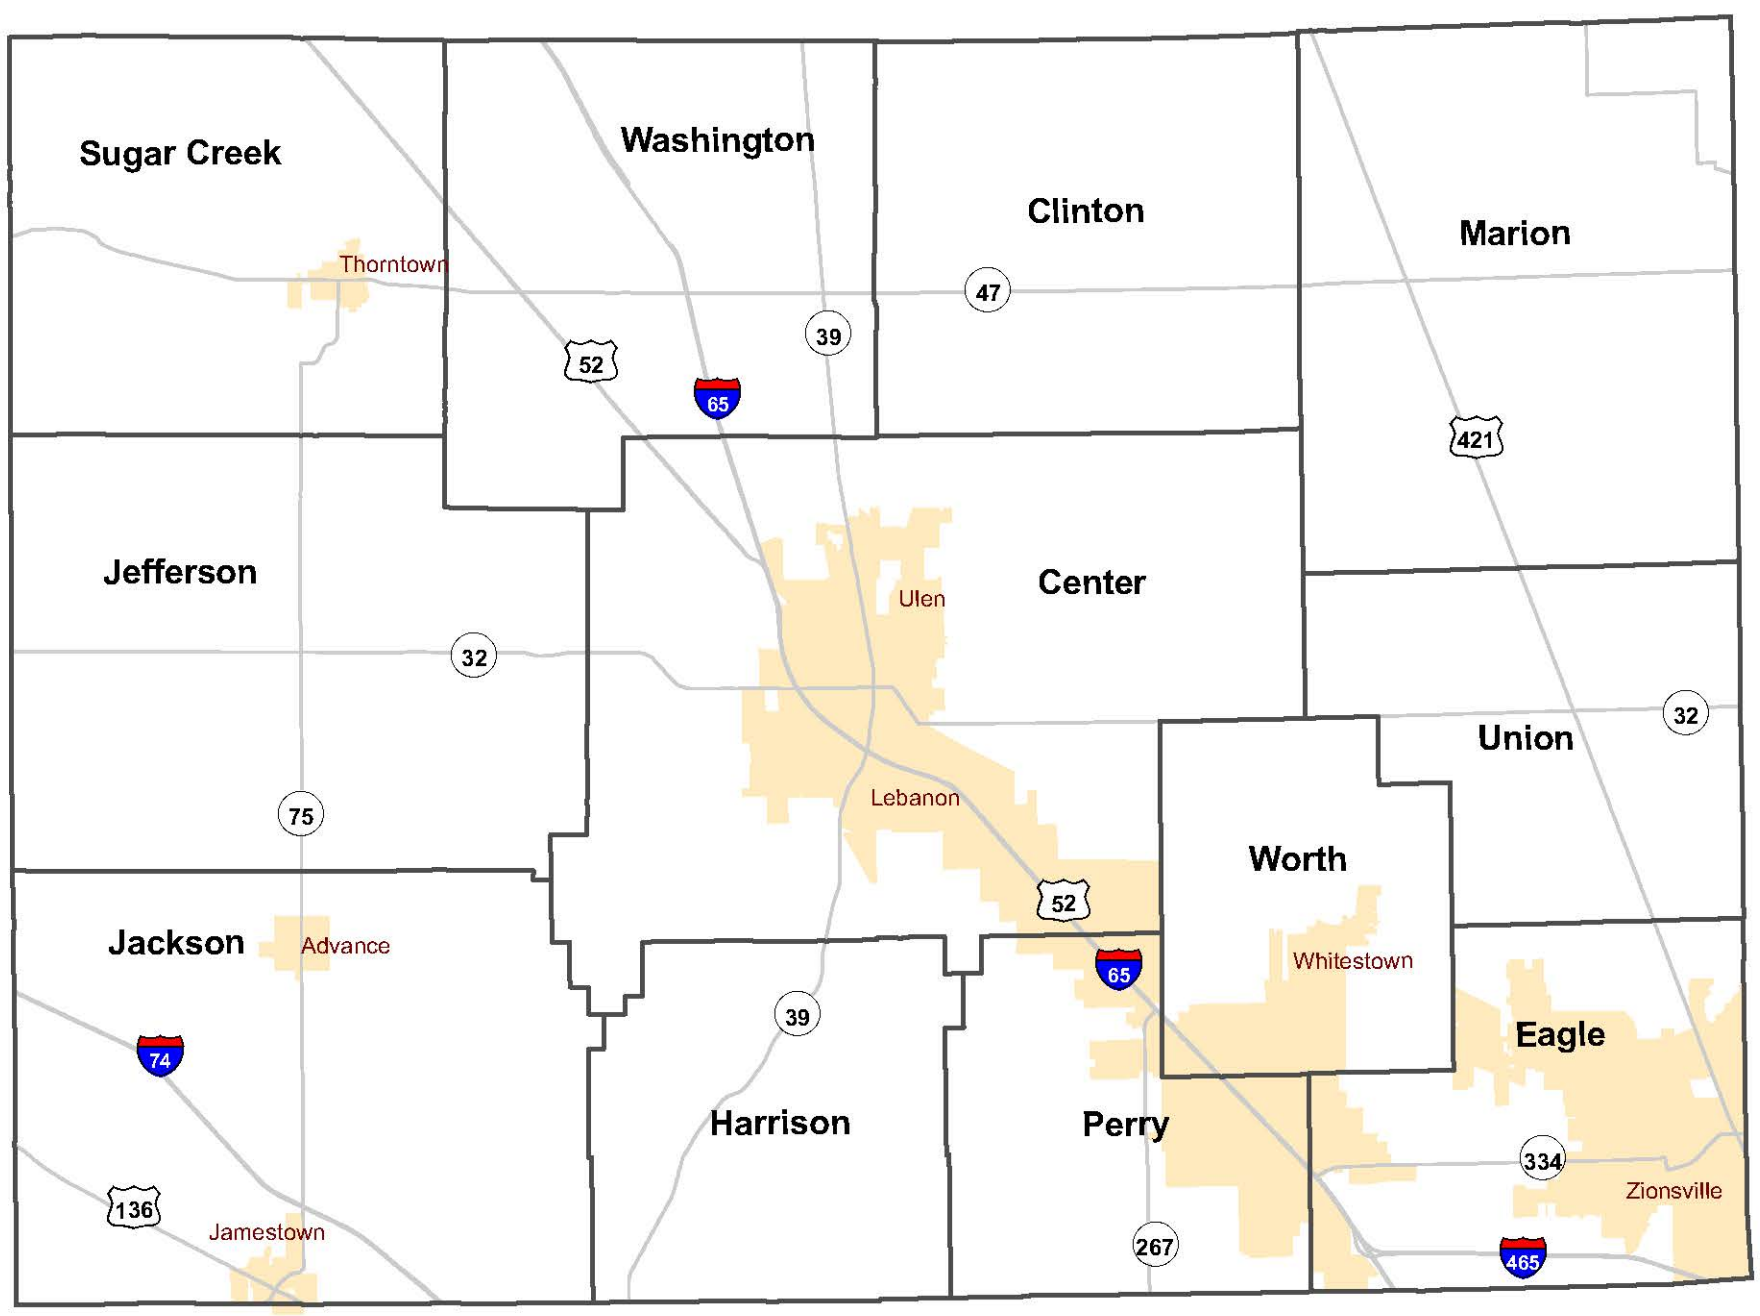 Washington
Sugar Creek
Clinton
Marion
Thorntown
47
39
52
65
421
Jefferson
Center
Ulen
32
32
Union
Lebanon
75
Worth
52
Jackson
Advance
Whitestown
65
39
Eagle
74
Harrison
Perry
334
Zionsville
136
Jamestown
267
465